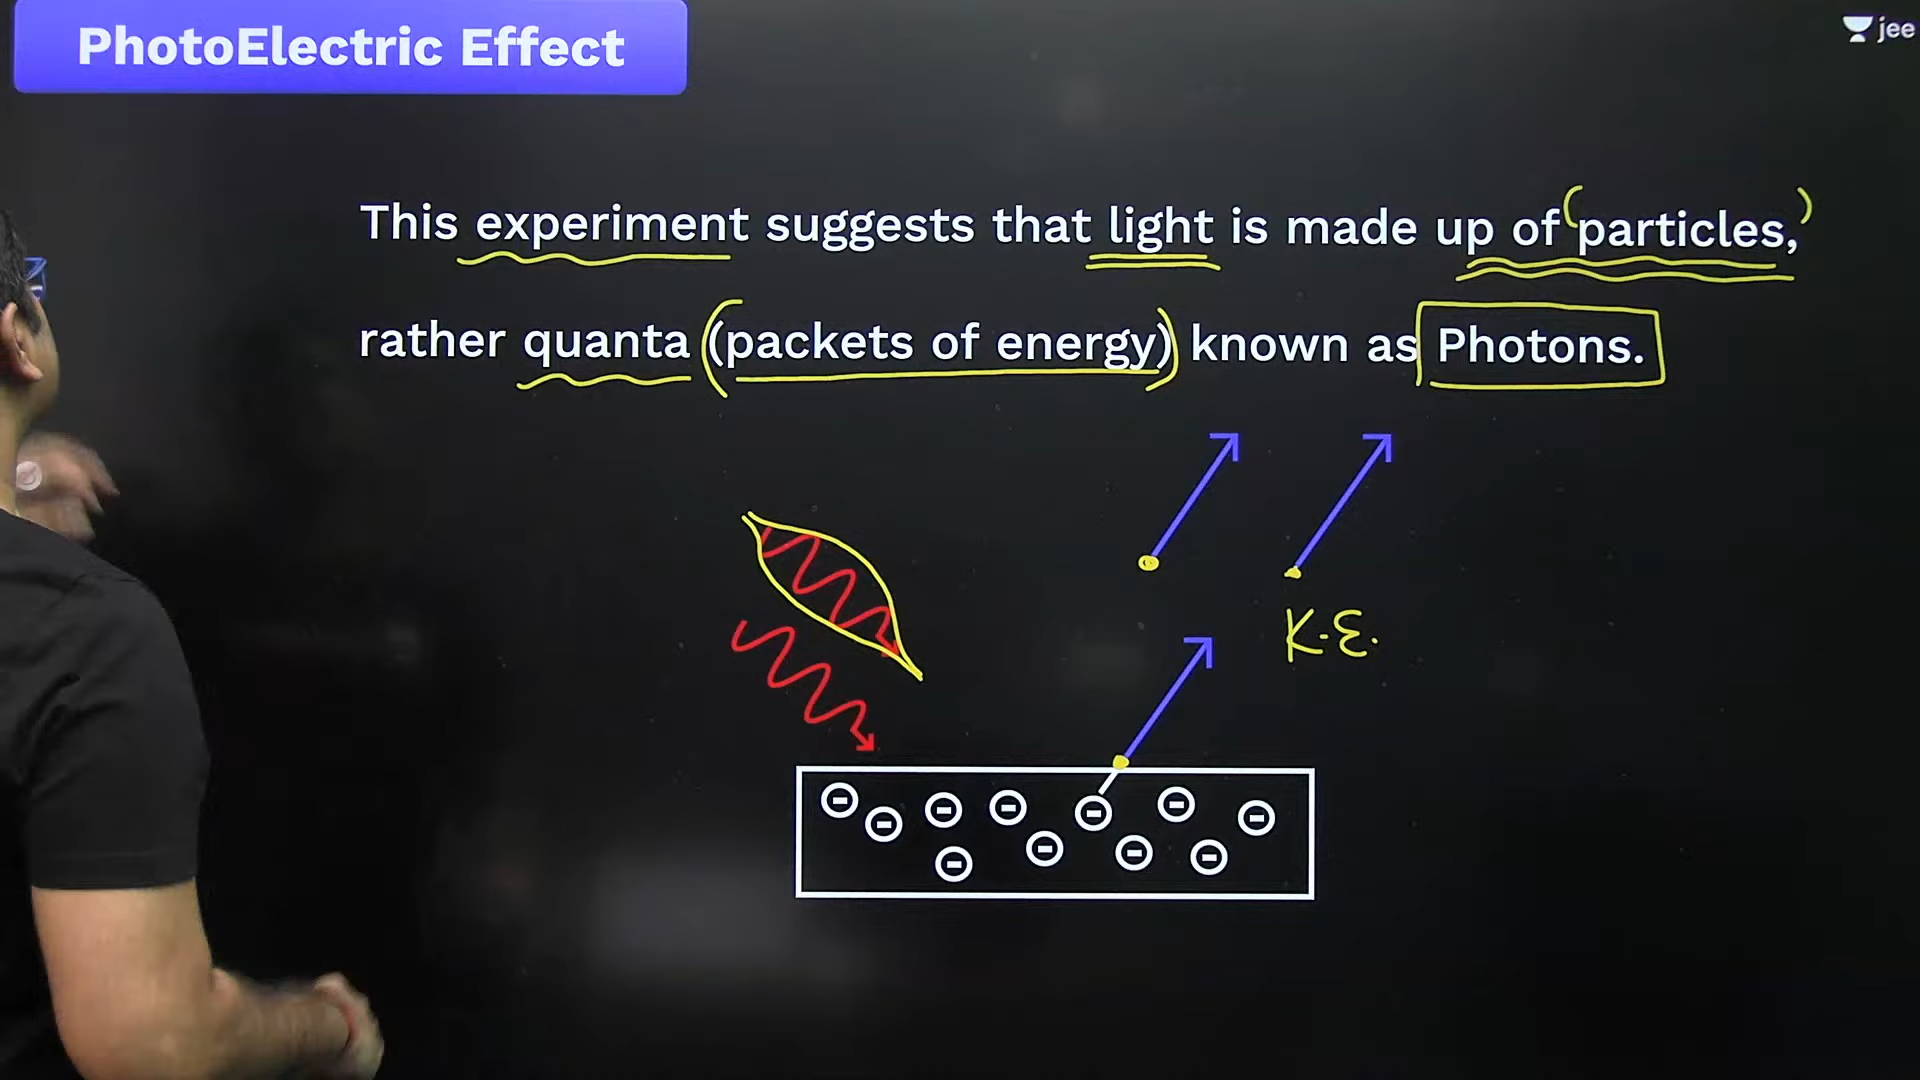 PhotoElectric Effect
jee
This experiment suggests that light is made up of particles,
rather quanta (packets of energy) known as Photons.
K.E.